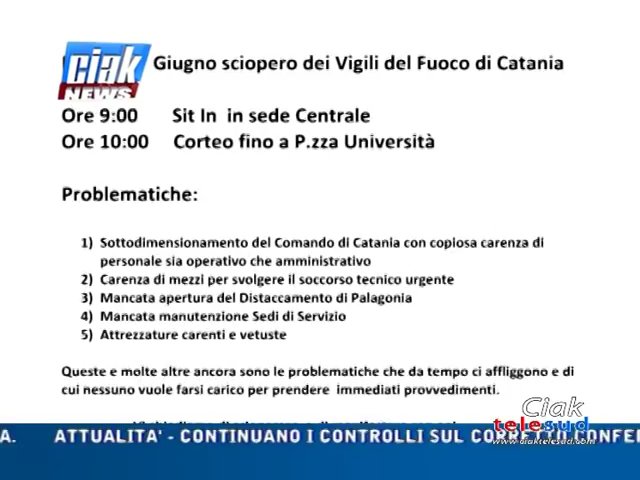 ciak
NEWS
Giugno sciopero dei Vigili del Fuoco di Catania
Ore 9:00 Sit In in sede Centrale
Ore 10:00 Corteo fino a P.zza Università
Problematiche:
1) Sottodimensionamento del Comando di Catania con copiosa carenza di
personale sia operativo che amministrativo
2) Carenza di mezzi per svolgere il soccorso tecnico urgente
3) Mancata apertura del Distaccamento di Palagonia
4) Mancata manutenzione Sedi di Servizio
5) Attrezzature carenti e vetuste
Queste e molte altre ancora sono le problematiche che da tempo ci affliggono e di
cui nessuno vuole farsi carico per prendere immediati provvedimenti.
Ciak
telesud
www.ciaktelesud.com
A. ATTUALITA' - CONTINUANO I CONTROLLI SUL CORRETTO CONFE